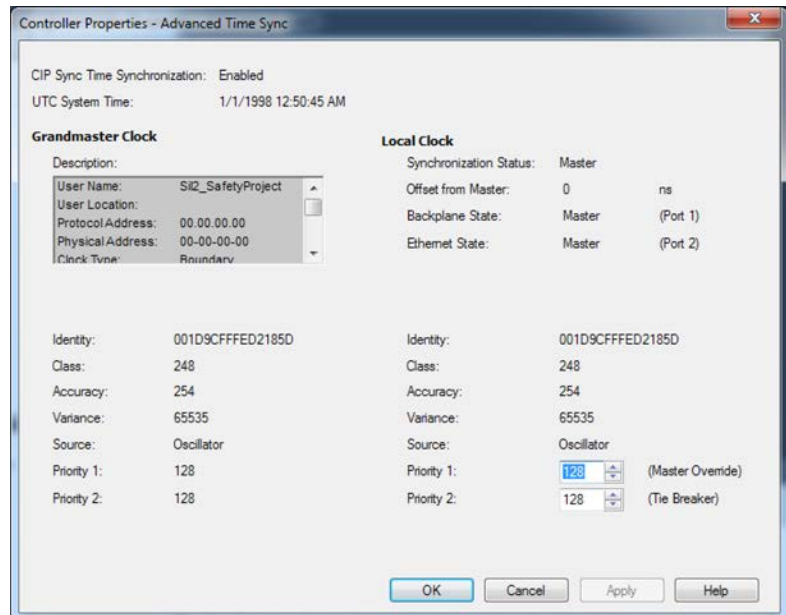 Controller Properties - Advanced Time Sync
CIP Sync Time Synchronization: Enabled
UTC System Time: 1/1/1998 12:50:45 AM
Grandmaster Clock
Description:
User Name: Sil2_SafetyProject
User Location:
Protocol Address: 00.00.00.00
Physical Address: 00-00-00-00
Clock Type: Boundary
Identity: 001D9CFFFED2185D
Class: 248
Accuracy: 254
Variance: 65535
Source: Oscillator
Priority 1: 128
Priority 2: 128
Local Clock
Synchronization Status: Master
Offset from Master: 0 ns
Backplane State: Master (Port 1)
Ethernet State: Master (Port 2)
Identity: 001D9CFFFED2185D
Class: 248
Accuracy: 254
Variance: 65535
Source: Oscillator
Priority 1: 128 (Master Override)
Priority 2: 128 (Tie Breaker)
OK Cancel Apply Help